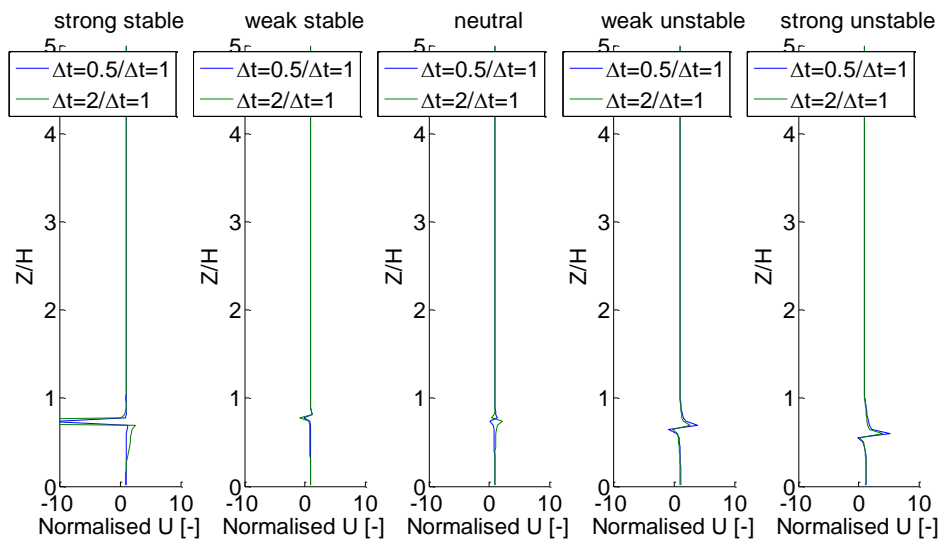 strong stable
weak stable
neutral
weak unstable
strong unstable
5
Δt=0.5/Δt=1
Δt=2/Δt=1
4
3
2
1
0
Z/H
-10
0
10
Normalised U [-]
5
Δt=0.5/Δt=1
Δt=2/Δt=1
4
3
2
1
0
Z/H
-10
0
10
Normalised U [-]
5
Δt=0.5/Δt=1
Δt=2/Δt=1
4
3
2
1
0
Z/H
-10
0
10
Normalised U [-]
5
Δt=0.5/Δt=1
Δt=2/Δt=1
4
3
2
1
0
Z/H
-10
0
10
Normalised U [-]
5
Δt=0.5/Δt=1
Δt=2/Δt=1
4
3
2
1
0
Z/H
-10
0
10
Normalised U [-]